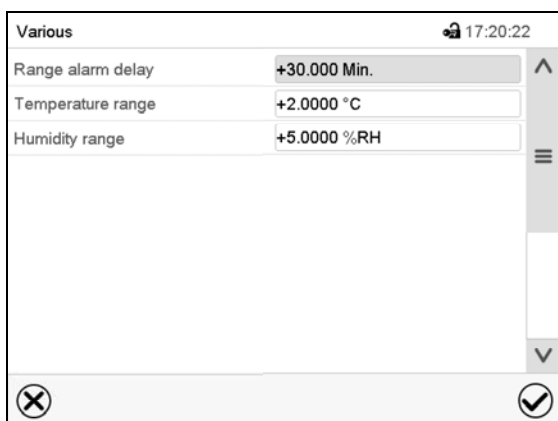 Various 17:20:22
Range alarm delay +30.000 Min.
Temperature range +2.0000 °C
Humidity range +5.0000 %RH